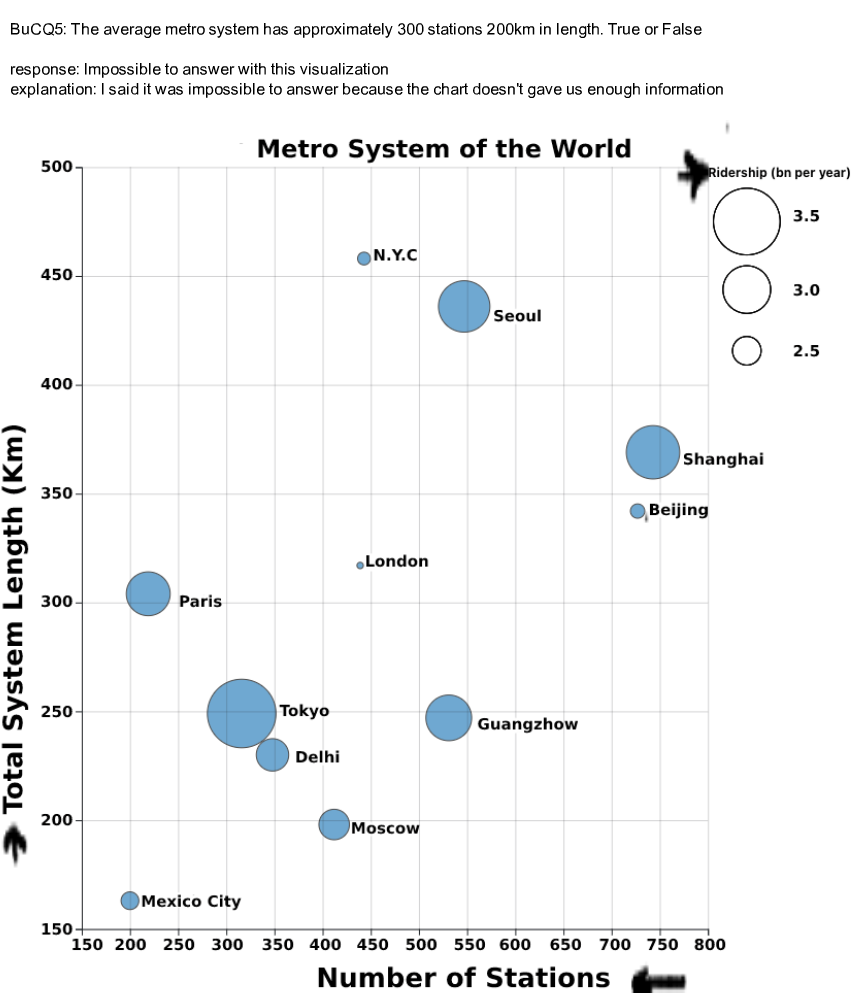 BuCQ5: The average metro system has approximately 300 stations 200km in length. True or False
response: Impossible to answer with this visualization
explanation: I said it was impossible to answer because the chart doesn't gave us enough information
Metro System of the World
Ridership (bn per year)
3.5
3.0
2.5
Total System Length (Km)
500
450
400
350
300
250
200
150
N.Y.C
Seoul
Shanghai
Beijing
London
Paris
Tokyo
Guangzhow
Delhi
Moscow
Mexico City
150 200 250 300 350 400 450 500 550 600 650 700 750 800
Number of Stations